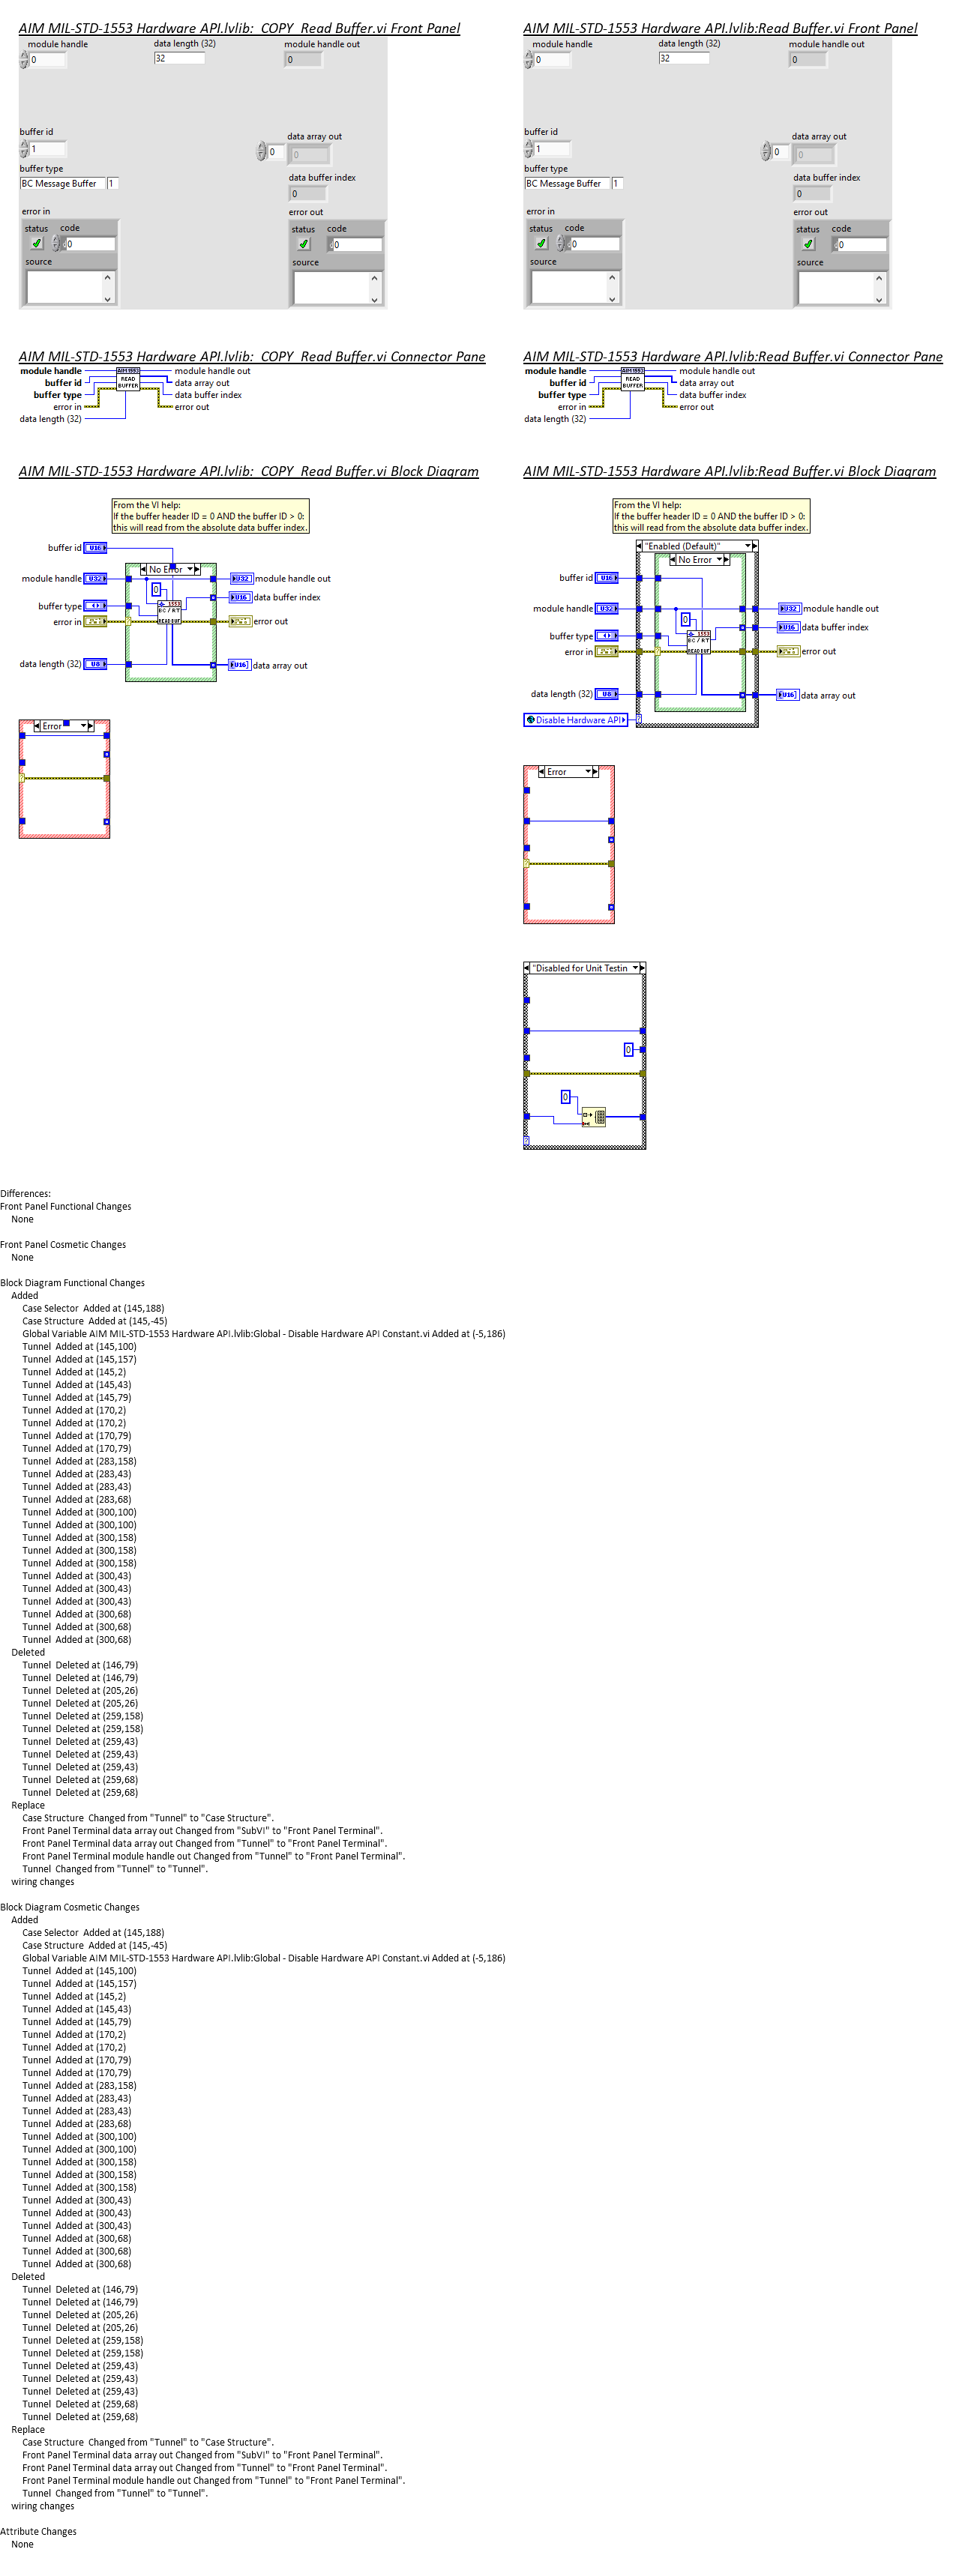 AIM MIL-STD-1553 Hardware API.lvlib:_COPY_Read Buffer.vi Front Panel
module handle
data length (32)
module handle out
0
32
0
buffer id
1
data array out
0
0
buffer type
data buffer index
BC Message Buffer
1
0
error in
error out
status
code
status
code
0
0
source
source
AIM MIL-STD-1553 Hardware API.lvlib:Read Buffer.vi Front Panel
module handle
data length (32)
module handle out
0
32
0
buffer id
1
data array out
0
0
buffer type
data buffer index
BC Message Buffer
1
0
error in
error out
status
code
status
code
0
0
source
source
AIM MIL-STD-1553 Hardware API.lvlib:_COPY_Read Buffer.vi Connector Pane
module handle
buffer id
buffer type
error in
data length (32)
AIM1553
READ
BUFFER
module handle out
data array out
data buffer index
error out
AIM MIL-STD-1553 Hardware API.lvlib:Read Buffer.vi Connector Pane
module handle
buffer id
buffer type
error in
data length (32)
AIM1553
READ
BUFFER
module handle out
data array out
data buffer index
error out
AIM MIL-STD-1553 Hardware API.lvlib:_COPY_Read Buffer.vi Block Diagram
From the VI help:
If the buffer header ID = 0 AND the buffer ID > 0:
this will read from the absolute data buffer index.
buffer id
U16
No Error
module handle
U32
U32
module handle out
0
U16
data buffer index
buffer type
1553
BC / RT
READ BUF
error in
error out
data length (32)
U8
U16
data array out
Error
AIM MIL-STD-1553 Hardware API.lvlib:Read Buffer.vi Block Diagram
From the VI help:
If the buffer header ID = 0 AND the buffer ID > 0:
this will read from the absolute data buffer index.
"Enabled (Default)"
No Error
buffer id
U16
module handle
U32
U32
module handle out
0
U16
data buffer index
buffer type
1553
BC / RT
READ BUF
error in
error out
data length (32)
U8
U16
data array out
Disable Hardware API
?
Error
"Disabled for Unit Testin
0
0
?
Differences:
Front Panel Functional Changes
None
Front Panel Cosmetic Changes
None
Block Diagram Functional Changes
Added
Case Selector  Added at (145,188)
Case Structure  Added at (145,-45)
Global Variable AIM MIL-STD-1553 Hardware API.lvlib:Global - Disable Hardware API Constant.vi Added at (-5,186)
Tunnel  Added at (145,100)
Tunnel  Added at (145,157)
Tunnel  Added at (145,2)
Tunnel  Added at (145,43)
Tunnel  Added at (145,79)
Tunnel  Added at (170,2)
Tunnel  Added at (170,2)
Tunnel  Added at (170,79)
Tunnel  Added at (170,79)
Tunnel  Added at (283,158)
Tunnel  Added at (283,43)
Tunnel  Added at (283,43)
Tunnel  Added at (283,68)
Tunnel  Added at (300,100)
Tunnel  Added at (300,100)
Tunnel  Added at (300,158)
Tunnel  Added at (300,158)
Tunnel  Added at (300,158)
Tunnel  Added at (300,43)
Tunnel  Added at (300,43)
Tunnel  Added at (300,43)
Tunnel  Added at (300,68)
Tunnel  Added at (300,68)
Tunnel  Added at (300,68)
Deleted
Tunnel  Deleted at (146,79)
Tunnel  Deleted at (146,79)
Tunnel  Deleted at (205,26)
Tunnel  Deleted at (205,26)
Tunnel  Deleted at (259,158)
Tunnel  Deleted at (259,158)
Tunnel  Deleted at (259,43)
Tunnel  Deleted at (259,43)
Tunnel  Deleted at (259,43)
Tunnel  Deleted at (259,68)
Tunnel  Deleted at (259,68)
Replace
Case Structure  Changed from "Tunnel" to "Case Structure".
Front Panel Terminal data array out Changed from "SubVI" to "Front Panel Terminal".
Front Panel Terminal data array out Changed from "Tunnel" to "Front Panel Terminal".
Front Panel Terminal module handle out Changed from "Tunnel" to "Front Panel Terminal".
Tunnel  Changed from "Tunnel" to "Tunnel".
wiring changes
Block Diagram Cosmetic Changes
Added
Case Selector  Added at (145,188)
Case Structure  Added at (145,-45)
Global Variable AIM MIL-STD-1553 Hardware API.lvlib:Global - Disable Hardware API Constant.vi Added at (-5,186)
Tunnel  Added at (145,100)
Tunnel  Added at (145,157)
Tunnel  Added at (145,2)
Tunnel  Added at (145,43)
Tunnel  Added at (145,79)
Tunnel  Added at (170,2)
Tunnel  Added at (170,2)
Tunnel  Added at (170,79)
Tunnel  Added at (170,79)
Tunnel  Added at (283,158)
Tunnel  Added at (283,43)
Tunnel  Added at (283,43)
Tunnel  Added at (283,68)
Tunnel  Added at (300,100)
Tunnel  Added at (300,100)
Tunnel  Added at (300,158)
Tunnel  Added at (300,158)
Tunnel  Added at (300,158)
Tunnel  Added at (300,43)
Tunnel  Added at (300,43)
Tunnel  Added at (300,43)
Tunnel  Added at (300,68)
Tunnel  Added at (300,68)
Tunnel  Added at (300,68)
Deleted
Tunnel  Deleted at (146,79)
Tunnel  Deleted at (146,79)
Tunnel  Deleted at (205,26)
Tunnel  Deleted at (205,26)
Tunnel  Deleted at (259,158)
Tunnel  Deleted at (259,158)
Tunnel  Deleted at (259,43)
Tunnel  Deleted at (259,43)
Tunnel  Deleted at (259,43)
Tunnel  Deleted at (259,68)
Tunnel  Deleted at (259,68)
Replace
Case Structure  Changed from "Tunnel" to "Case Structure".
Front Panel Terminal data array out Changed from "SubVI" to "Front Panel Terminal".
Front Panel Terminal data array out Changed from "Tunnel" to "Front Panel Terminal".
Front Panel Terminal module handle out Changed from "Tunnel" to "Front Panel Terminal".
Tunnel  Changed from "Tunnel" to "Tunnel".
wiring changes
Attribute Changes
None